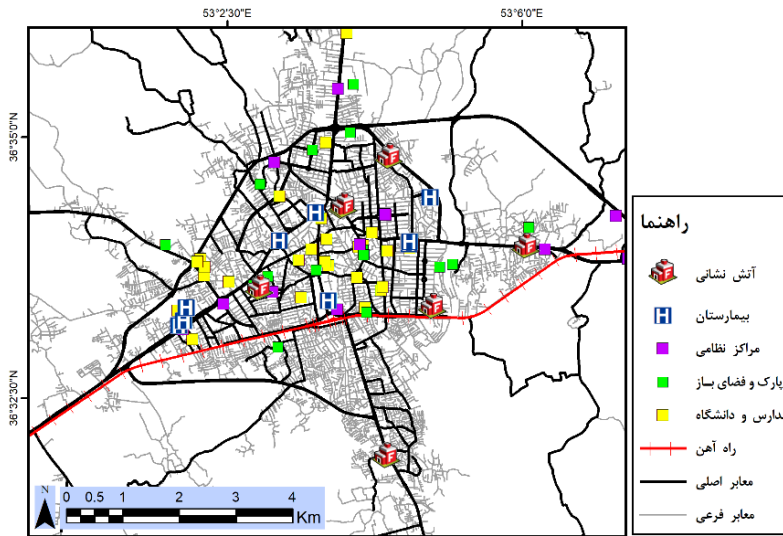 53°2'30"E
53°6'0"E
36°35'0"N
36°32'30"N
راهنما
آتش نشانی
بیمارستان
مراکز نظامی
پارک و فضای باز
مدارس و دانشگاه
راه آهن
معابر اصلی
معابر فرعی
N
0 0.5 1 2 3 4
Km